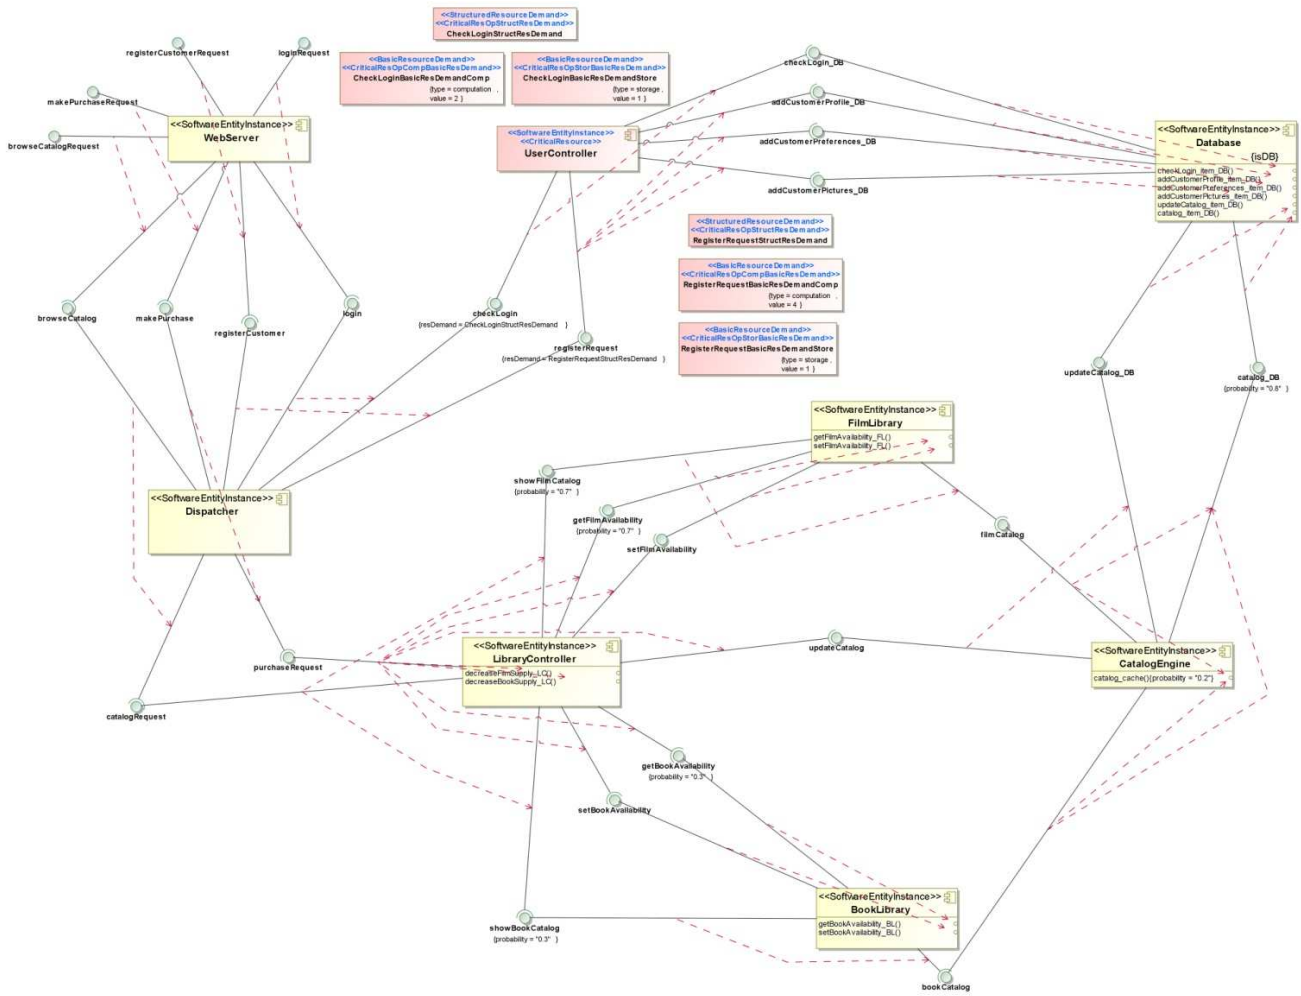 <<StructuredResourceDemand>>
<<CriticalResOpStructResDemand>>
CheckLoginStructResDemand
registerCustomerRequest
loginRequest
<<BasicResourceDemand>>
<<CriticalResOpCompBasicResDemand>>
CheckLoginBasicResDemandComp
{type = computation ,
value = 2 }
<<BasicResourceDemand>>
<<CriticalResOpStorBasicResDemand>>
CheckLoginBasicResDemandStore
{type = storage ,
value = 1 }
checkLogin_DB
makePurchaseRequest
addCustomerProfile_DB
<<SoftwareEntityInstance>>
WebServer
browseCatalogRequest
<<SoftwareEntityInstance>>
<<CriticalResource>>
UserController
addCustomerPreferences_DB
<<SoftwareEntityInstance>>
Database
{isDB}
checkLogin_item_DB()
addCustomerProfile_item_DB()
addCustomerPreferences_item_DB()
addCustomerPictures_item_DB()
updateCatalog_item_DB()
catalog_item_DB()
addCustomerPictures_DB
<<StructuredResourceDemand>>
<<CriticalResOpStructResDemand>>
RegisterRequestStructResDemand
<<BasicResourceDemand>>
<<CriticalResOpCompBasicResDemand>>
RegisterRequestBasicResDemandComp
{type = computation ,
value = 4 }
<<BasicResourceDemand>>
<<CriticalResOpStorBasicResDemand>>
RegisterRequestBasicResDemandStore
{type = storage ,
value = 1 }
browseCatalog
makePurchase
registerCustomer
login
checkLogin
{resDemand = CheckLoginStructResDemand }
registerRequest
{resDemand = RegisterRequestStructResDemand }
updateCatalog_DB
catalog_DB
{probability = "0.8" }
<<SoftwareEntityInstance>>
FilmLibrary
getFilmAvailability_FL()
setFilmAvailability_FL()
showFilmCatalog
{probability = "0.7" }
<<SoftwareEntityInstance>>
Dispatcher
getFilmAvailability
{probability = "0.7" }
setFilmAvailability
filmCatalog
purchaseRequest
<<SoftwareEntityInstance>>
LibraryController
decreaseFilmSupply_LC()
decreaseBookSupply_LC()
updateCatalog
<<SoftwareEntityInstance>>
CatalogEngine
catalog_cache(){probability = "0.2"}
catalogRequest
getBookAvailability
{probability = "0.3" }
setBookAvailability
<<SoftwareEntityInstance>>
BookLibrary
getBookAvailability_BL()
setBookAvailability_BL()
showBookCatalog
{probability = "0.3" }
bookCatalog